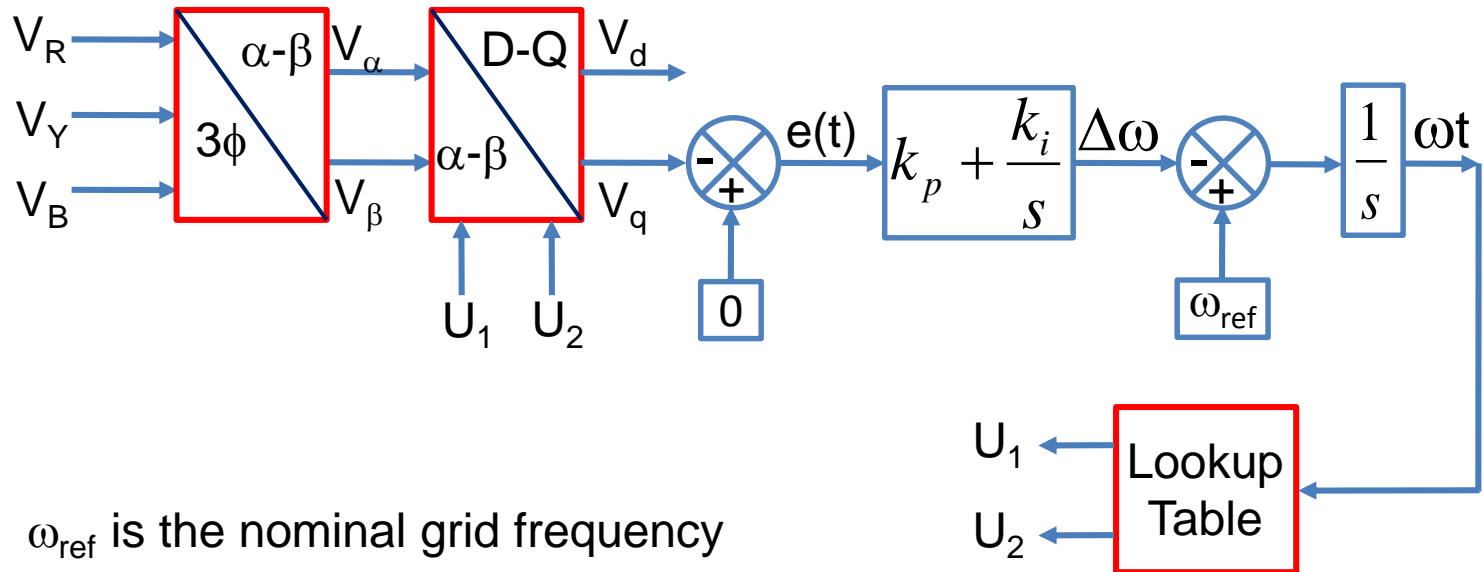 V_R
V_Y
V_B
α-β
3ϕ
V_α
V_β
D-Q
α-β
V_d
V_q
U_1
U_2
-
+
0
e(t)
k_p + k_i/s
Δω
-
+
ω_ref
1/s
ωt
U_1
U_2
Lookup
Table
ω_ref is the nominal grid frequency